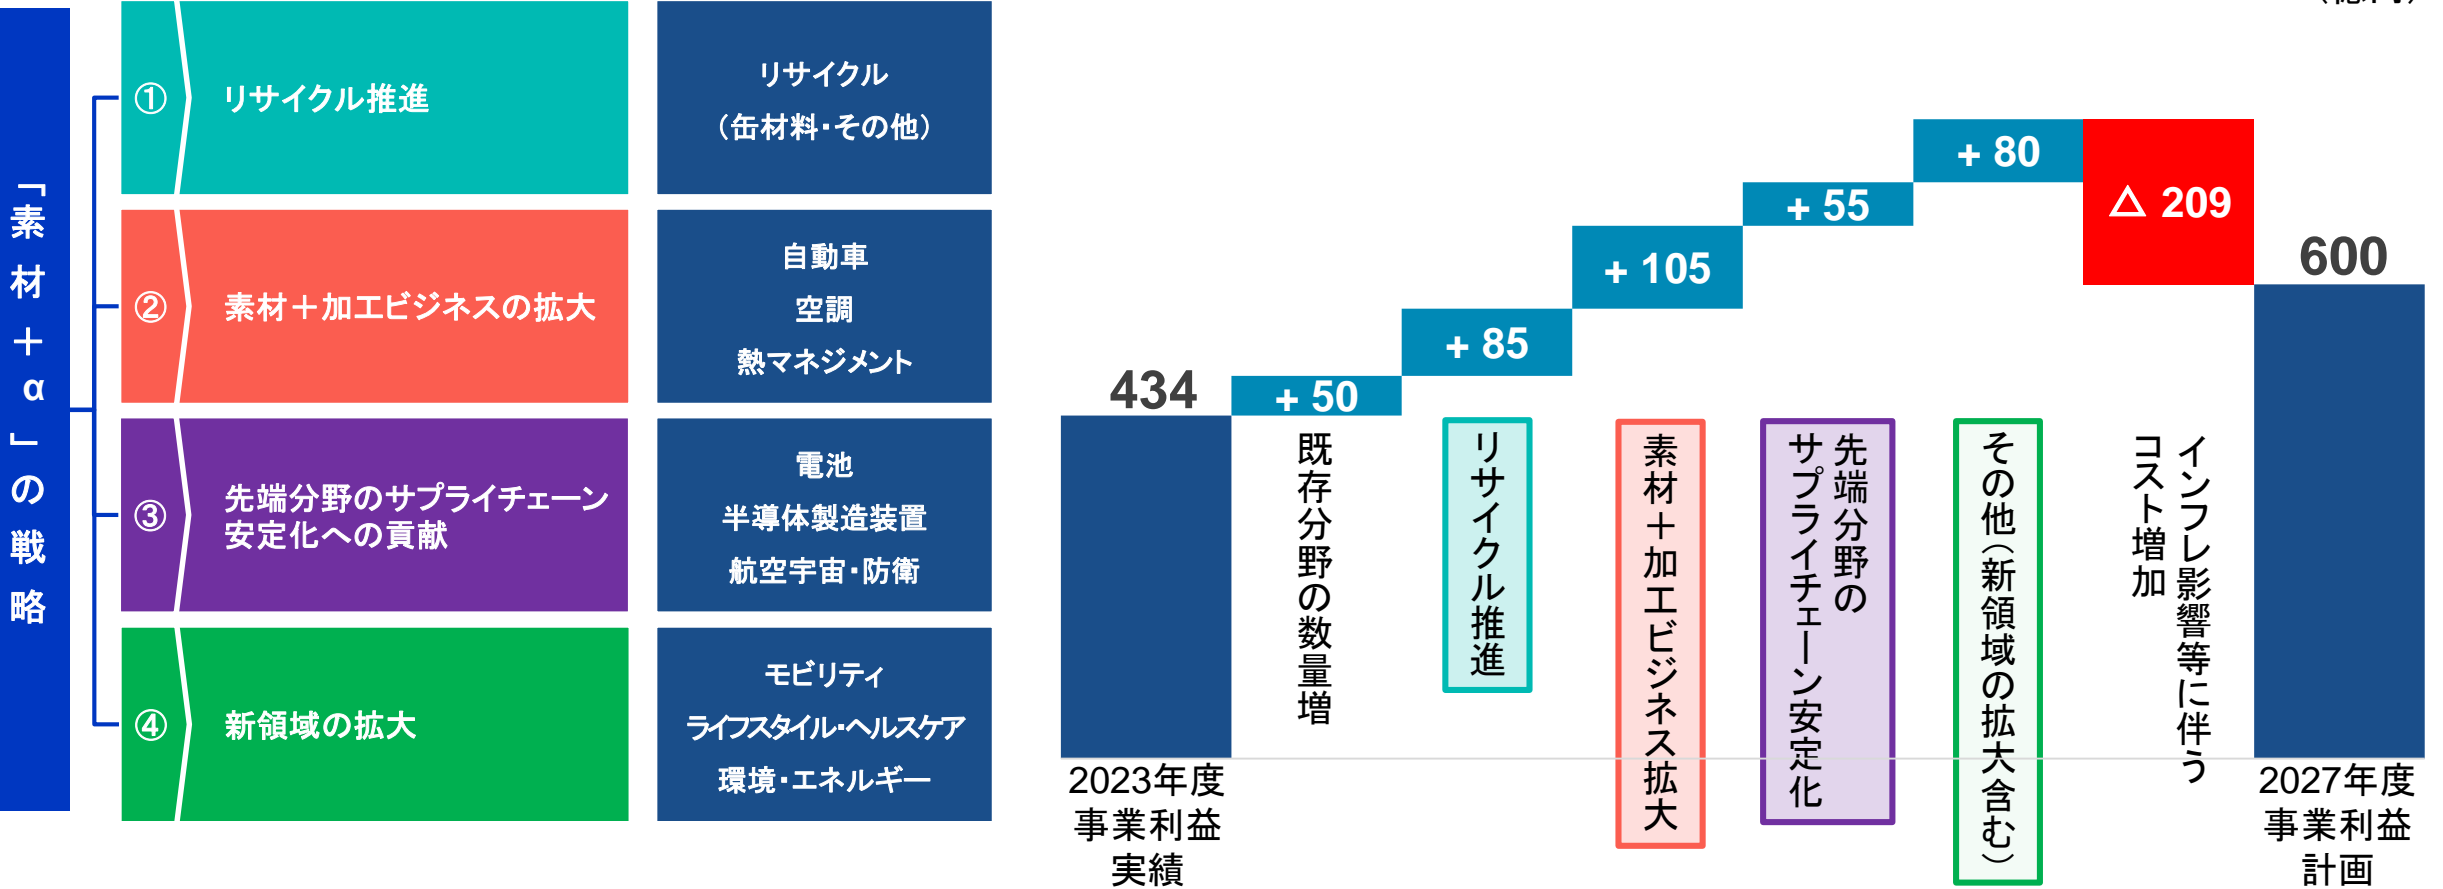 「素材＋α」の戦略
①
リサイクル推進
リサイクル
（缶材料・その他）
②
素材＋加工ビジネスの拡大
自動車
空調
熱マネジメント
③
先端分野のサプライチェーン
安定化への貢献
電池
半導体製造装置
航空宇宙・防衛
④
新領域の拡大
モビリティ
ライフスタイル・ヘルスケア
環境・エネルギー
434
+ 50
+ 85
+ 105
+ 55
+ 80
△ 209
600
2023年度
事業利益
実績
既存分野の数量増
リサイクル推進
素材＋加工ビジネス拡大
先端分野の
サプライチェーン安定化
その他（新領域の拡大含む）
インフレ影響等に伴う
コスト増加
2027年度
事業利益
計画